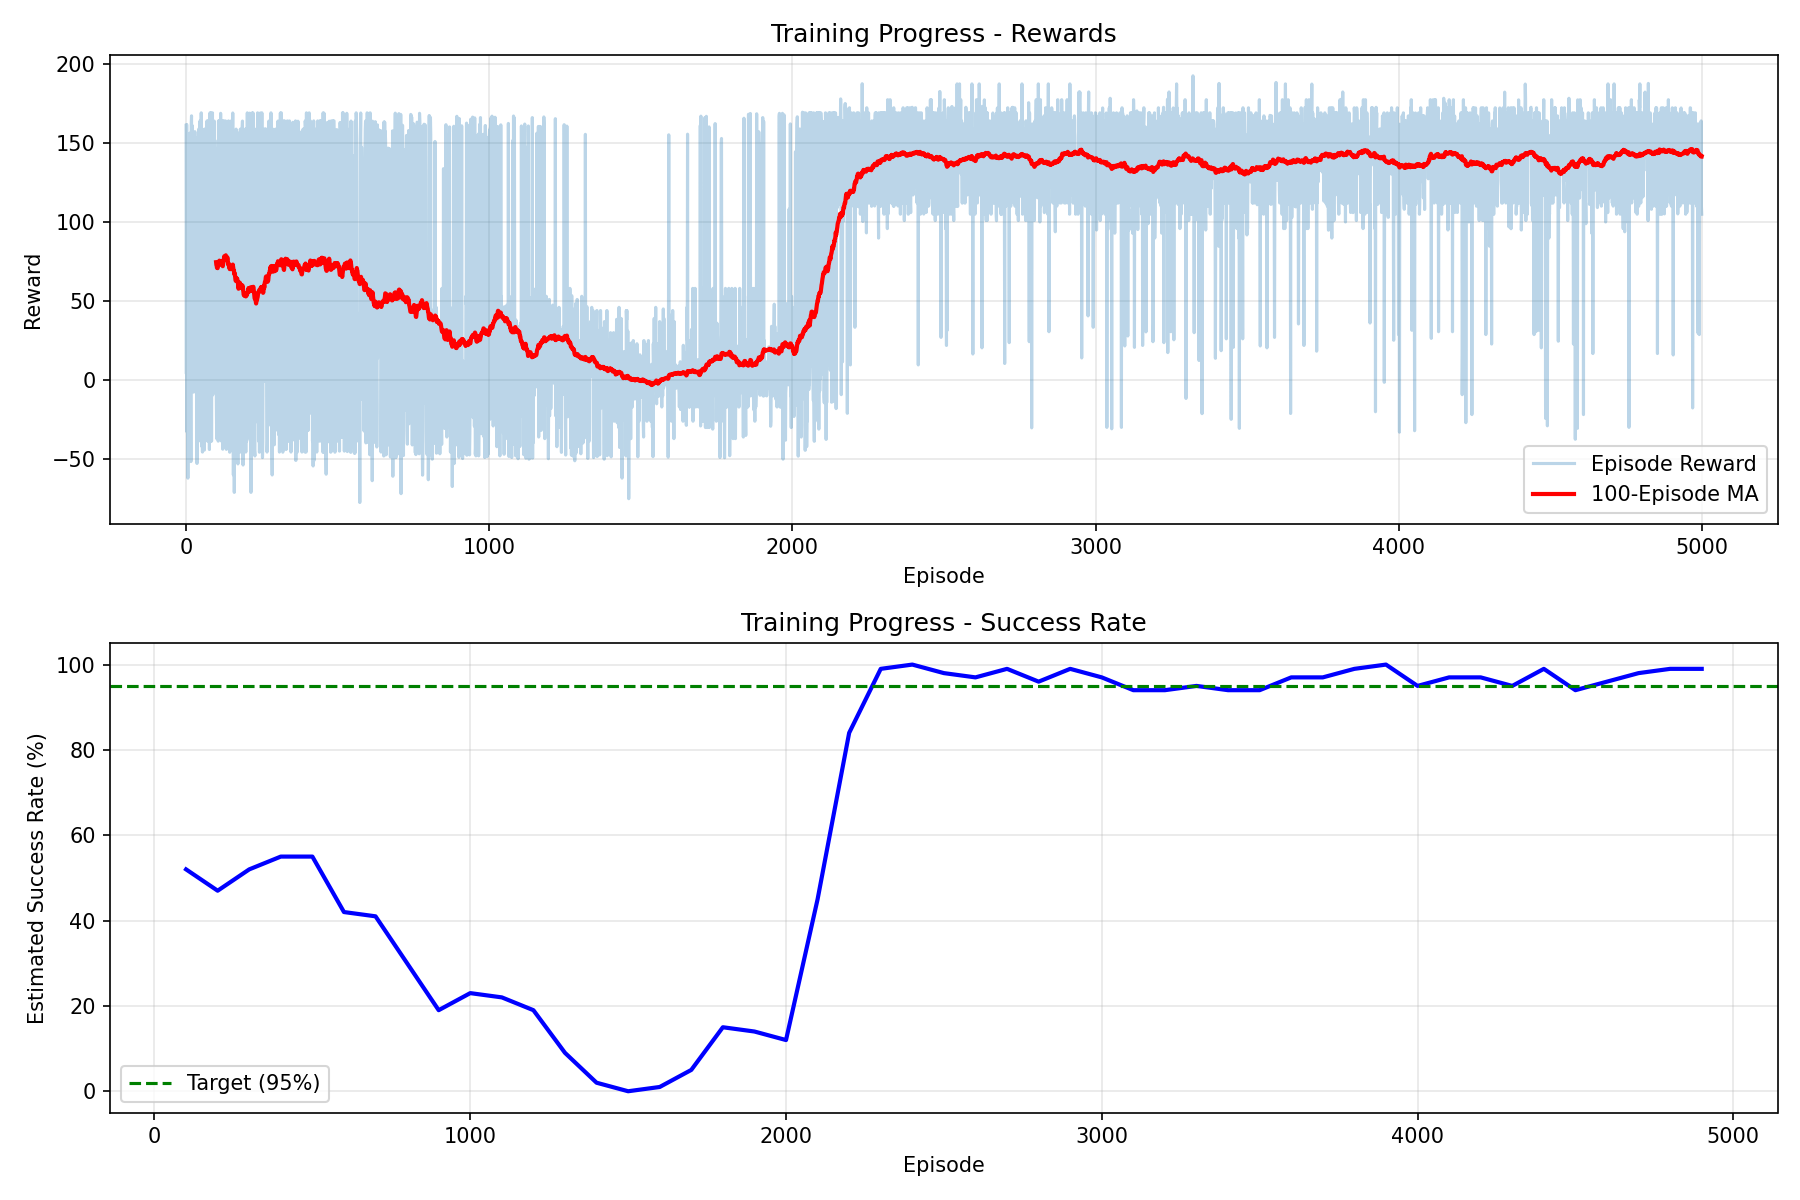 Training Progress - Rewards
200
150
100
50
0
−50
Reward
0 1000 2000 3000 4000 5000
Episode
Episode Reward
100-Episode MA
Training Progress - Success Rate
100
80
60
40
20
0
Estimated Success Rate (%)
Target (95%)
0 1000 2000 3000 4000 5000
Episode